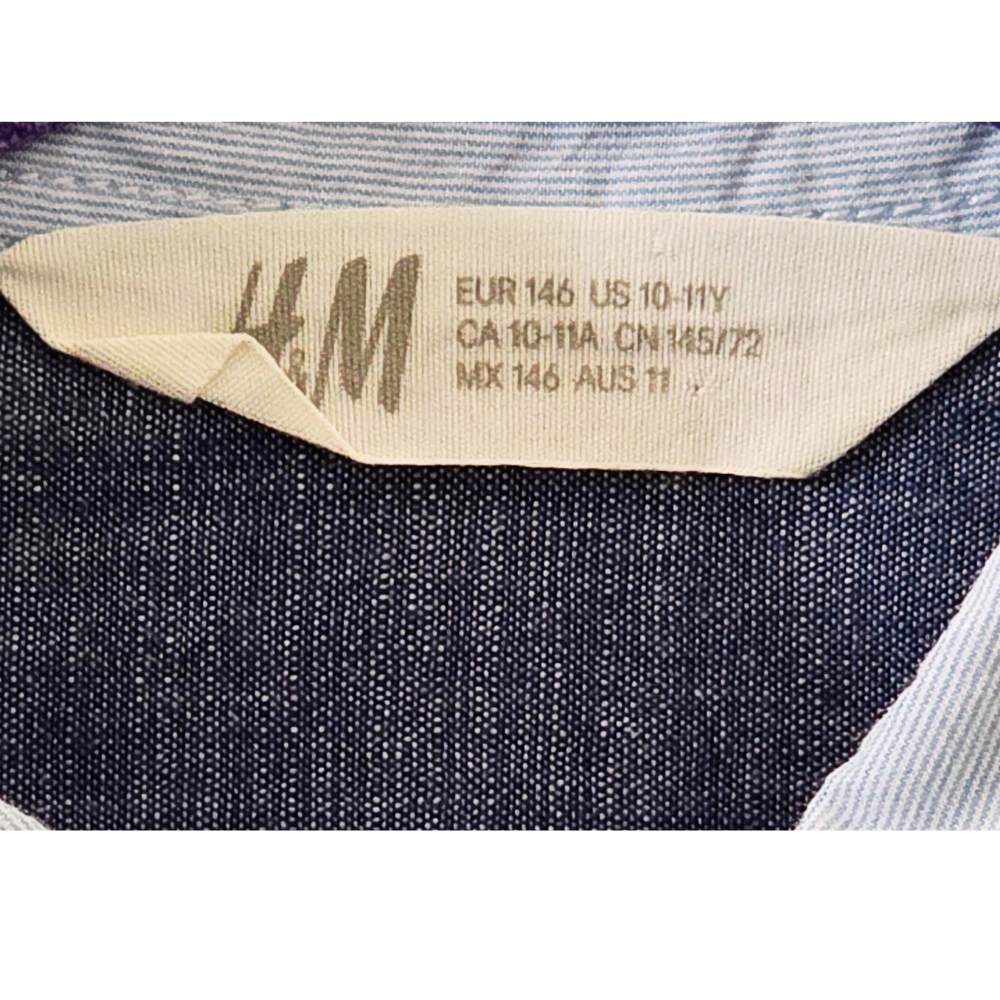 H&M
EUR 146 US 10-11Y
CA 10-11A CN 145/72
MX 146 AUS 11